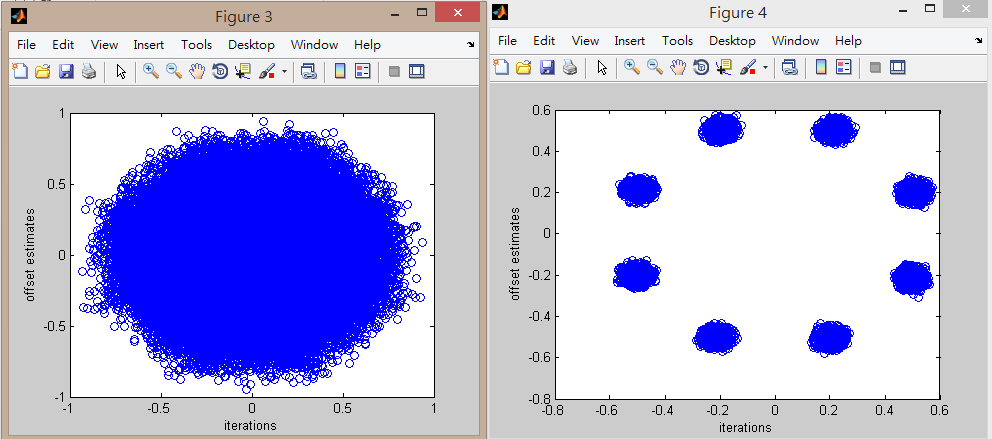 Figure 3
File Edit View Insert Tools Desktop Window Help
1
0.5
0
-0.5
-1
offset estimates
-1 -0.5 0 0.5 1
iterations
Figure 4
File Edit View Insert Tools Desktop Window Help
0.6
0.4
0.2
0
-0.2
-0.4
-0.6
-0.8
offset estimates
-0.8 -0.6 -0.4 -0.2 0 0.2 0.4 0.6
iterations